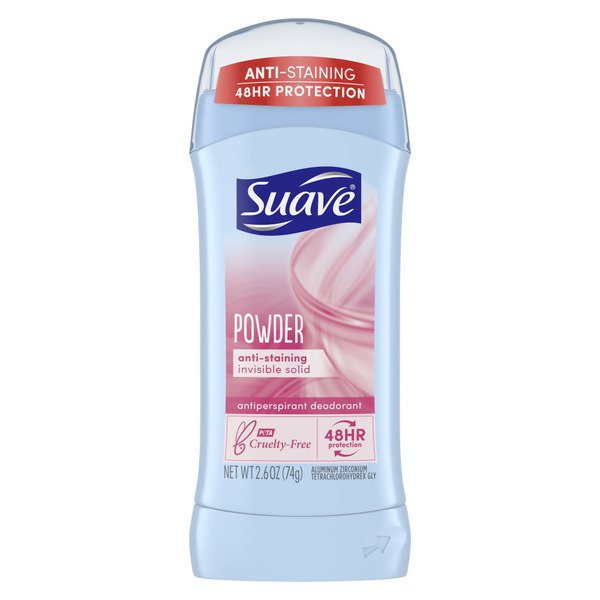 ANTI-STAINING
48HR PROTECTION
Suave®
POWDER
anti-staining
invisible solid
antiperspirant deodorant
PETA
Cruelty-Free
48HR
protection
NET WT 2.6 OZ (74g)
ALUMINUM ZIRCONIUM
TETRACHLOROHYDREX GLY